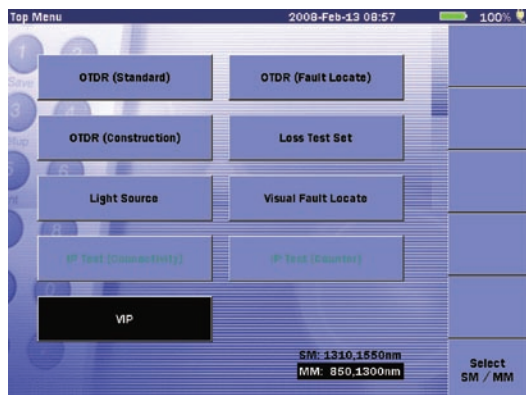 Top Menu 2008-Feb-13 08:57 100%
OTDR (Standard) OTDR (Fault Locate)
OTDR (Construction) Loss Test Set
Light Source Visual Fault Locate
IP Test (Connectivity) IP Test (Counter)
VIP
SM: 1310,1550nm
MM: 850,1300nm
Select
SM / MM